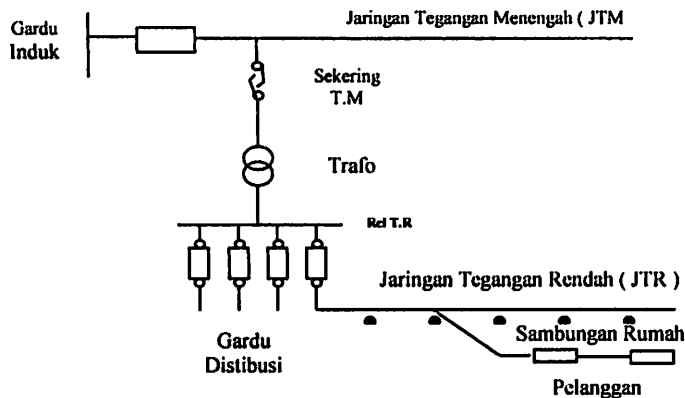 Gardu
Induk
Jaringan Tegangan Menengah ( JTM
Sekering
T.M
Trafo
Rel T.R
Jaringan Tegangan Rendah ( JTR )
Gardu
Distibusi
Sambungan Rumah
Pelanggan